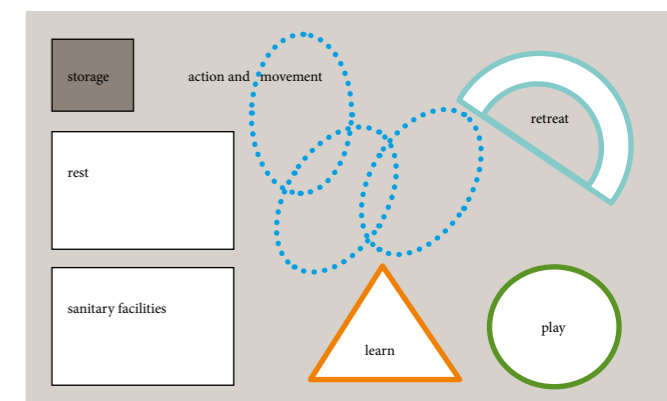 storage
action and movement
retreat
rest
sanitary facilities
learn
play